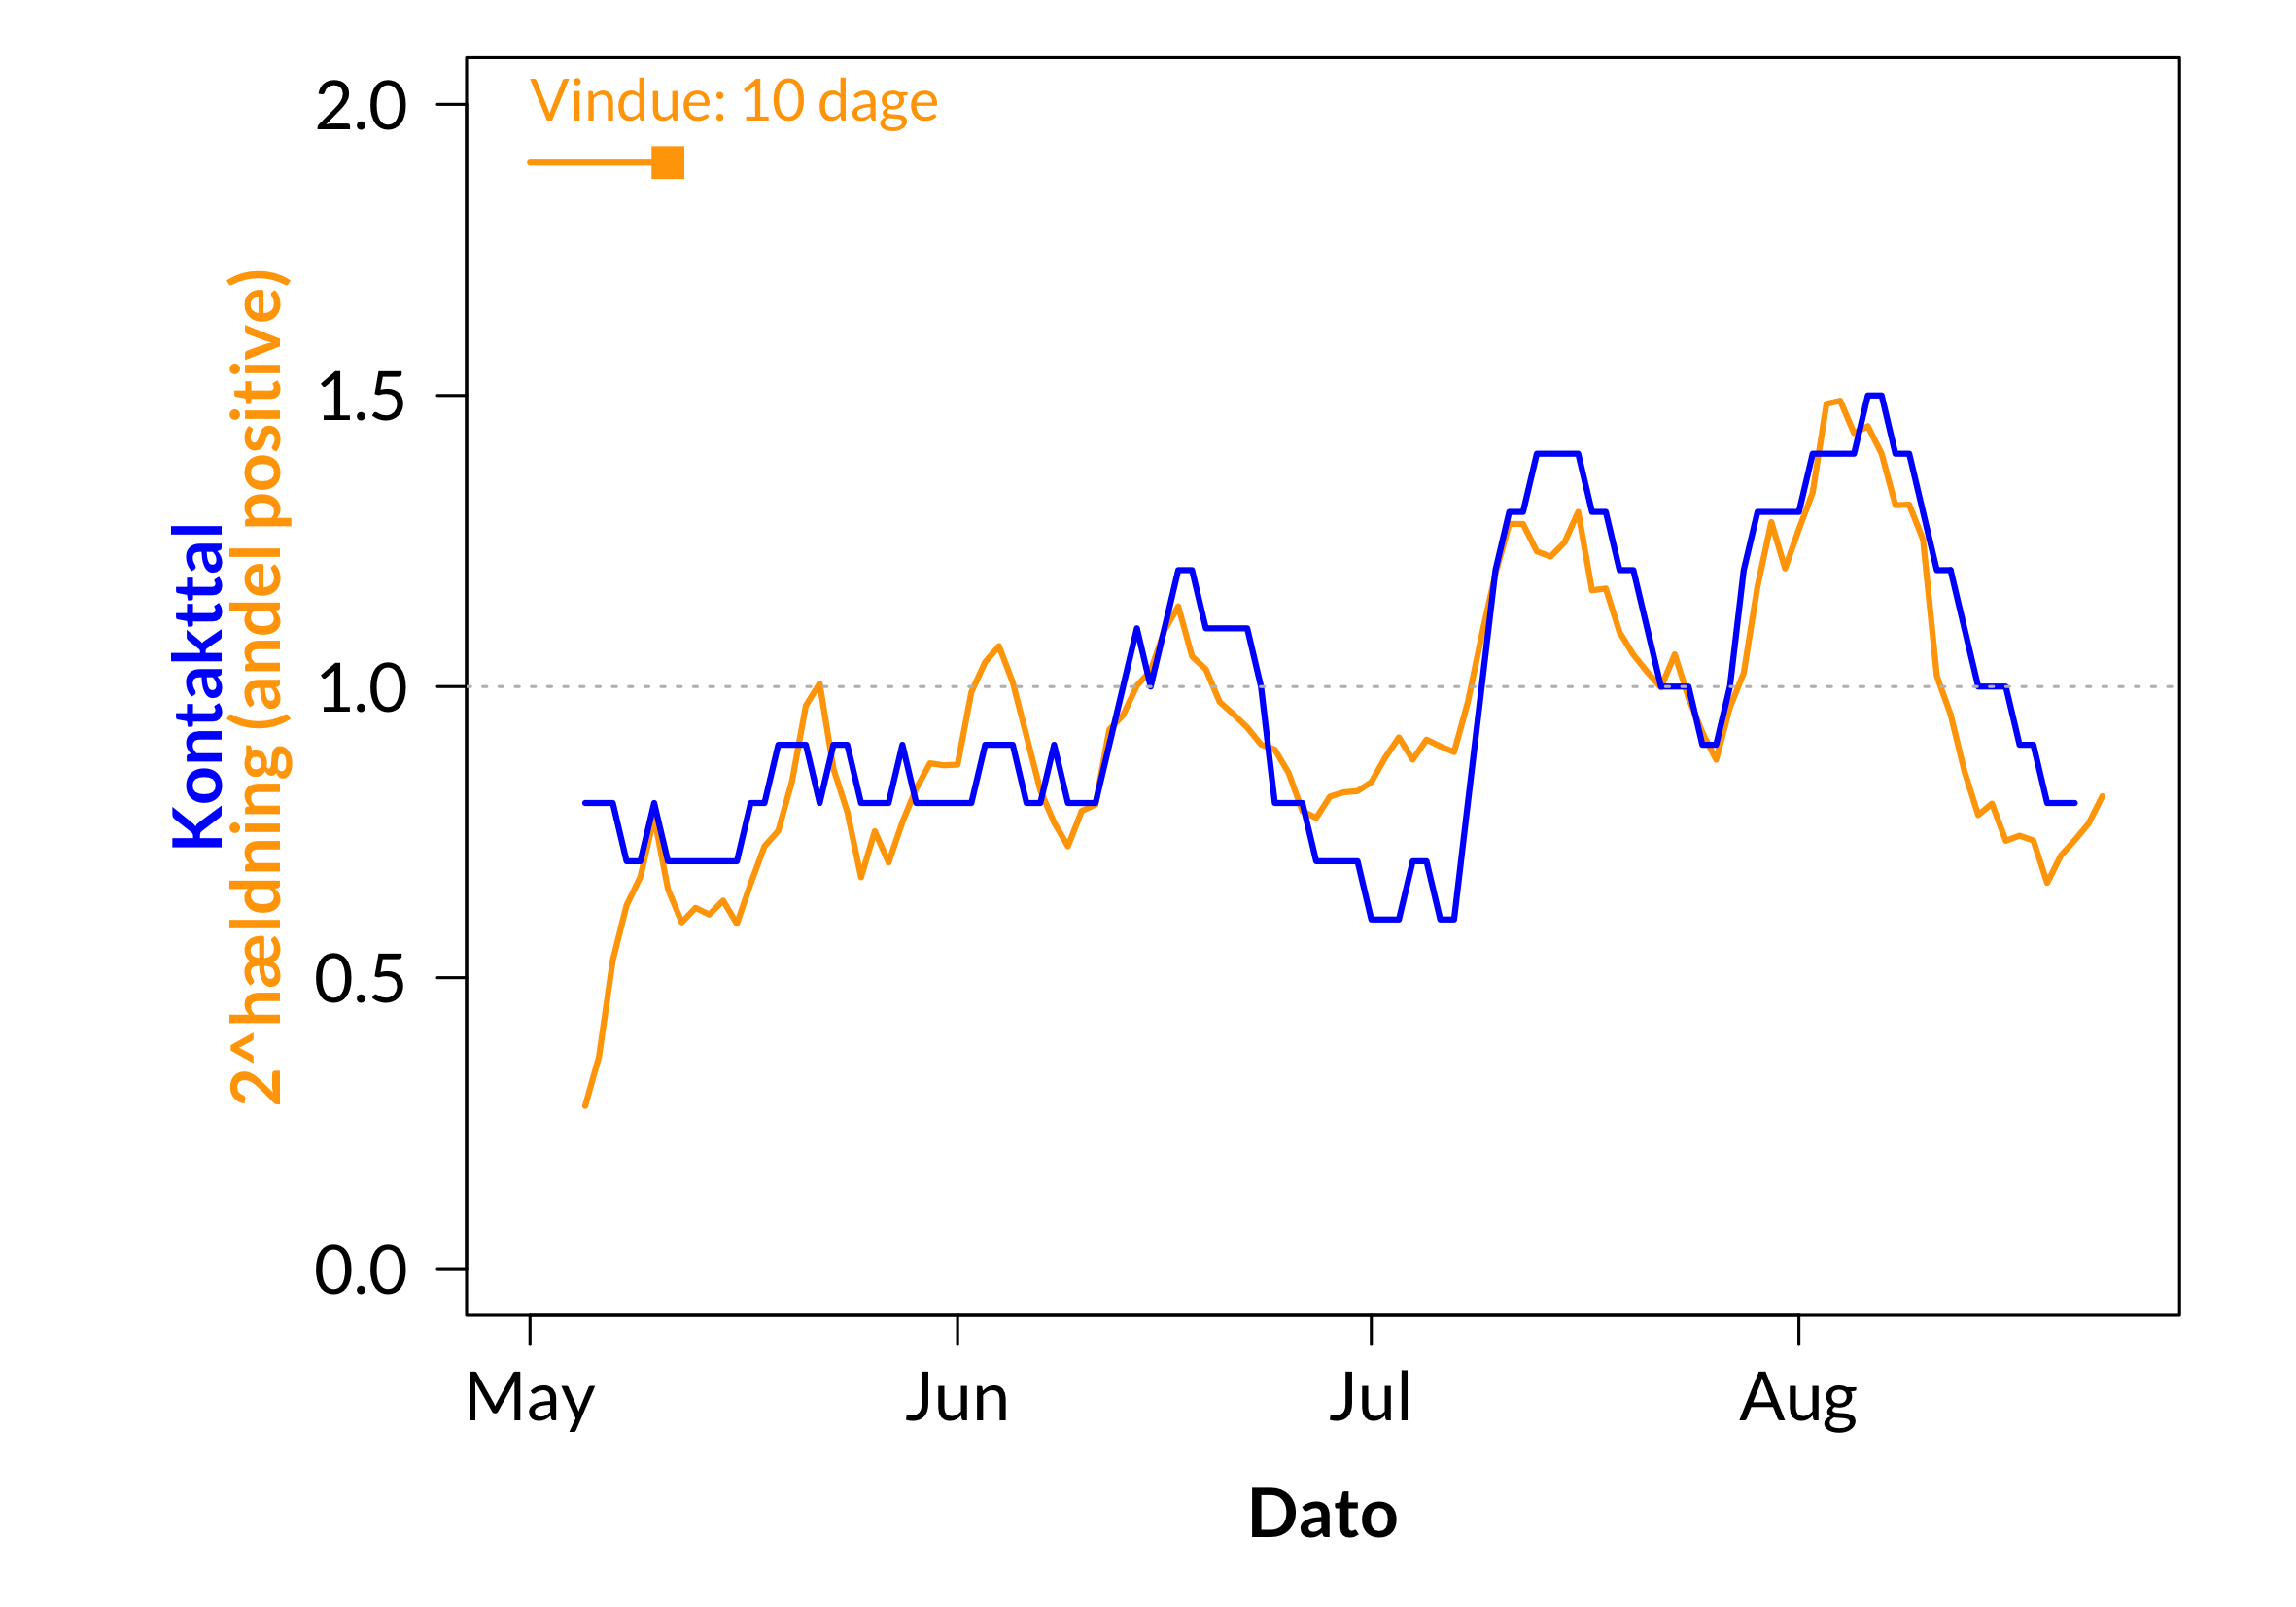 Kontakttal
2^hældning(andel positive)
Vindue: 10 dage
2.0
1.5
1.0
0.5
0.0
May Jun Jul Aug
Dato